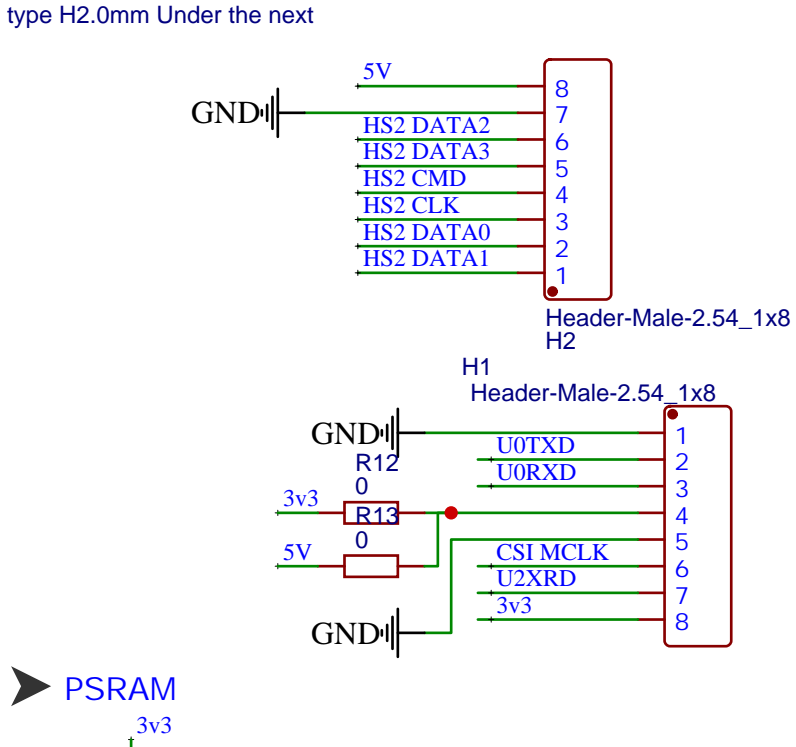 type H2.0mm Under the next
5V
8
GND
7
HS2 DATA2
6
HS2 DATA3
5
HS2 CMD
4
HS2 CLK
3
HS2 DATA0
2
HS2 DATA1
1
Header-Male-2.54_1x8
H2
H1
Header-Male-2.54_1x8
GND
1
U0TXD
2
R12
0
U0RXD
3
3v3
R13
4
0
5
5V
CSI MCLK
6
U2XRD
7
3v3
8
GND
PSRAM
3v3